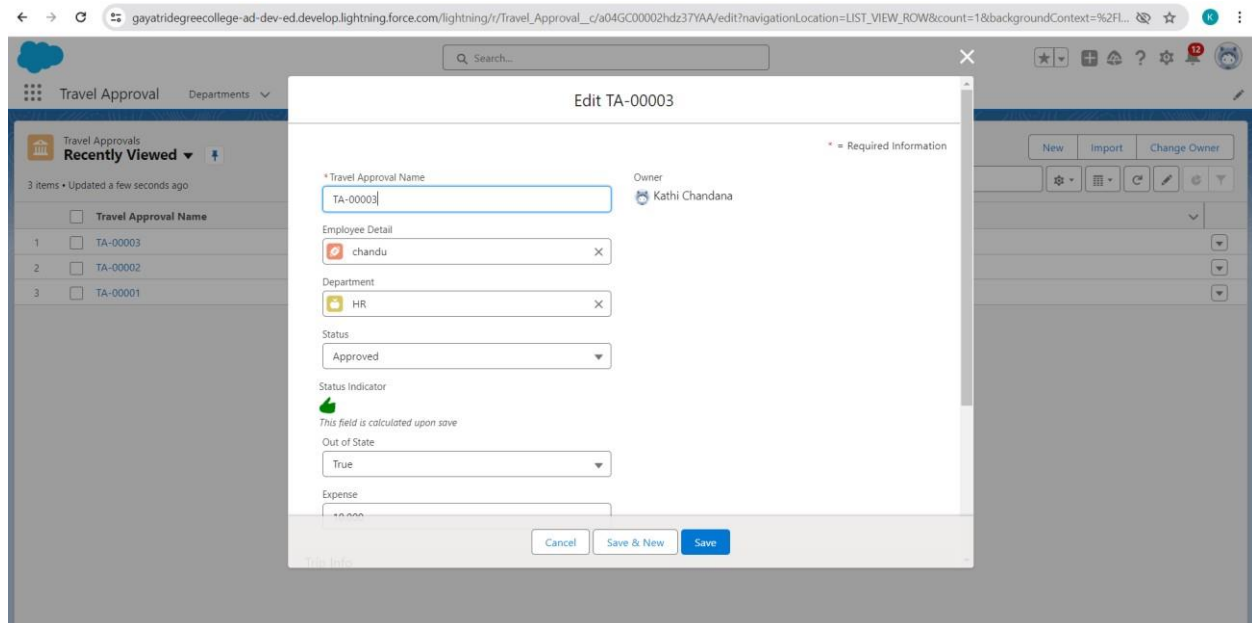 gayatridegreecollege-ad-dev-ed.develop.lightning.force.com/lightning/r/Travel_Approval__c/a04GC00002hdz37YAA/edit?navigationLocation=LIST_VIEW_ROW&count=1&backgroundContext=%2Fl...
K
Search...
12
Travel Approval
Departments
Edit TA-00003
* = Required Information
Travel Approvals
Recently Viewed
New
Import
Change Owner
3 items • Updated a few seconds ago
Travel Approval Name
1 TA-00003
2 TA-00002
3 TA-00001
* Travel Approval Name
TA-00003
Owner
Kathi Chandana
Employee Detail
chandu
Department
HR
Status
Approved
Status Indicator
This field is calculated upon save
Out of State
True
Expense
10,000
Cancel
Save & New
Save
Trip Info